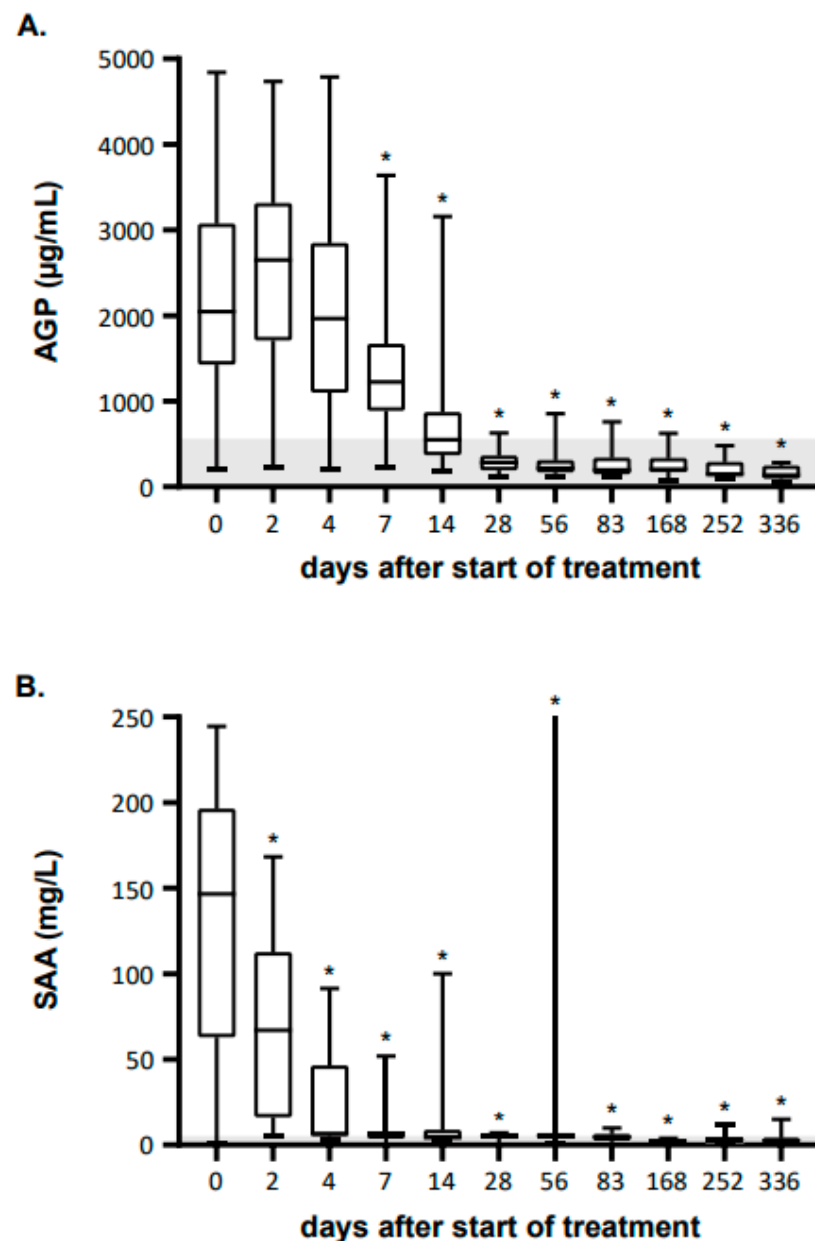 A.
5000
4000
3000
2000
1000
0
AGP (µg/mL)
* * * * * * * *
0 2 4 7 14 28 56 83 168 252 336
days after start of treatment
B.
250
200
150
100
50
0
SAA (mg/L)
* * * * * * * * * *
0 2 4 7 14 28 56 83 168 252 336
days after start of treatment